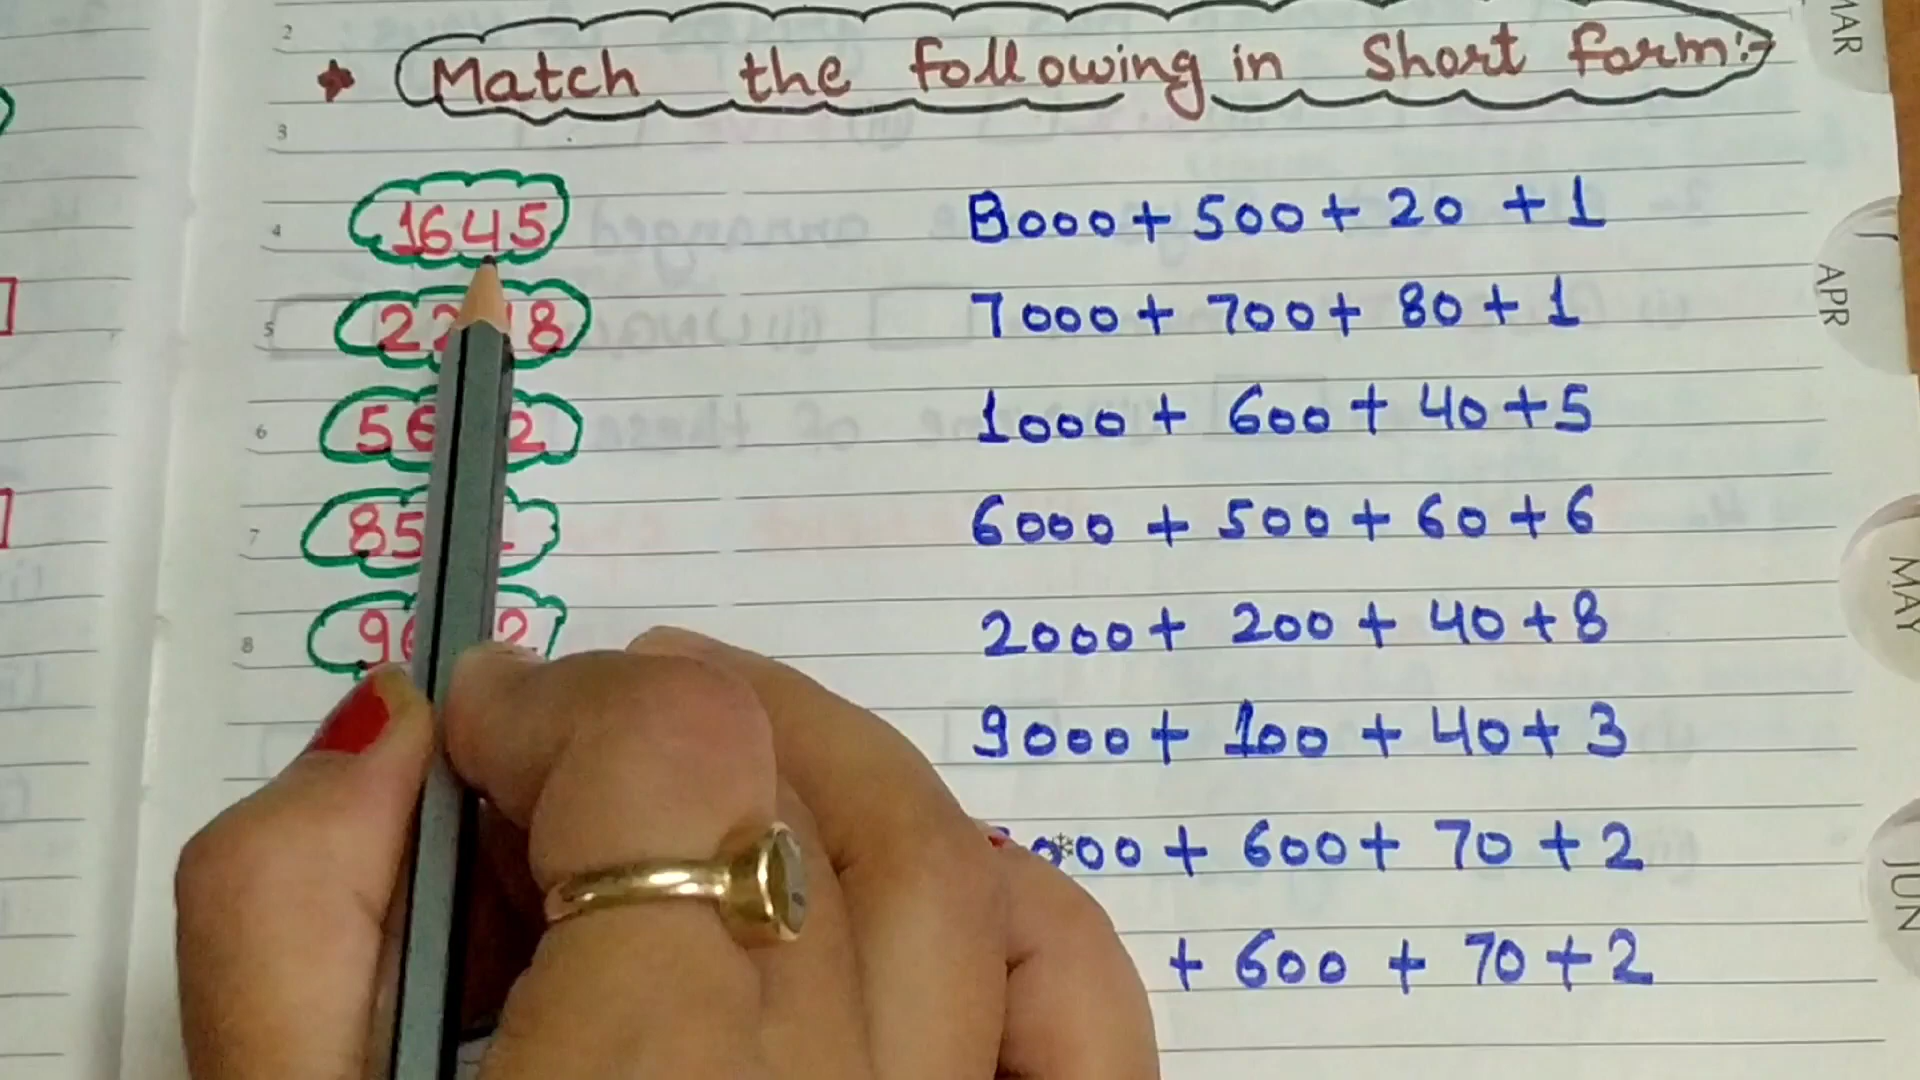 MAR
2
Match the following in Short form:-
3
4 1645 8000 + 500 + 20 + 1
APR
5 7000 + 700 + 80 + 1
6 1000 + 600 + 40 + 5
7 6000 + 500 + 60 + 6
MAY
8 2000 + 200 + 40 + 8
9000 + 100 + 40 + 3
JUN
+ 600 + 70 + 2
+ 600 + 70 + 2